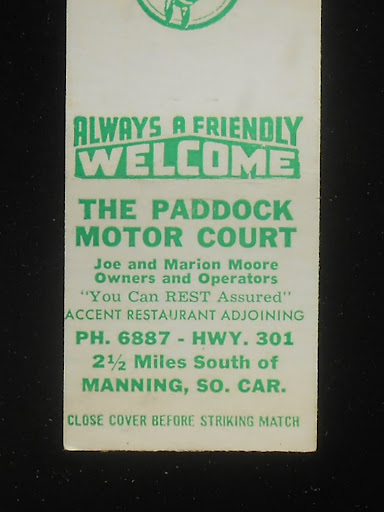 ALWAYS A FRIENDLY
WELCOME
THE PADDOCK
MOTOR COURT
Joe and Marion Moore
Owners and Operators
"You Can REST Assured"
ACCENT RESTAURANT ADJOINING
PH. 6887 - HWY. 301
2½ Miles South of
MANNING, SO. CAR.
CLOSE COVER BEFORE STRIKING MATCH